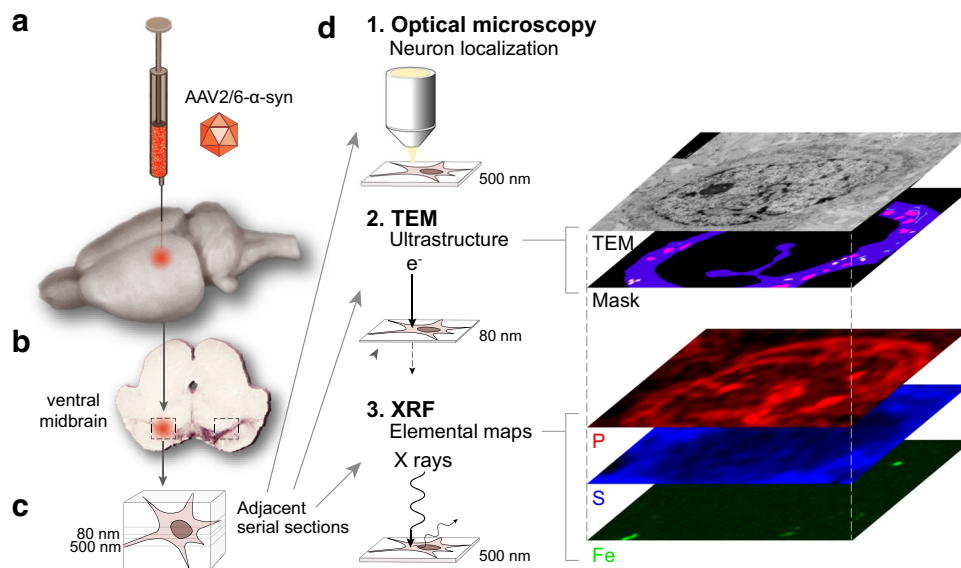 a
AAV2/6-α-syn
b
ventral
midbrain
c
80 nm
500 nm
Adjacent
serial sections
d
1. Optical microscopy
Neuron localization
500 nm
2. TEM
Ultrastructure
e-
80 nm
3. XRF
Elemental maps
X rays
500 nm
TEM
Mask
P
S
Fe